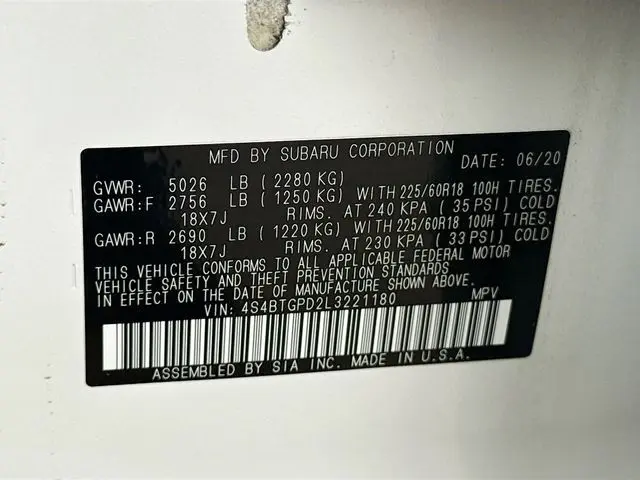 MFD BY SUBARU CORPORATION
DATE: 06/20
GVWR: 5026 LB (2280 KG)
GAWR:F 2756 LB (1250 KG) WITH 225/60R18 100H TIRES.
18X7J RIMS. AT 240 KPA (35 PSI) COLD
GAWR:R 2690 LB (1220 KG) WITH 225/60R18 100H TIRES.
18X7J RIMS. AT 230 KPA (33 PSI) COLD
THIS VEHICLE CONFORMS TO ALL APPLICABLE FEDERAL MOTOR
VEHICLE SAFETY AND THEFT PREVENTION STANDARDS
IN EFFECT ON THE DATE OF MANUFACTURE SHOWN ABOVE.
VIN: 4S4BTGPD2L3221180 MPV
ASSEMBLED BY SIA INC. MADE IN U.S.A.